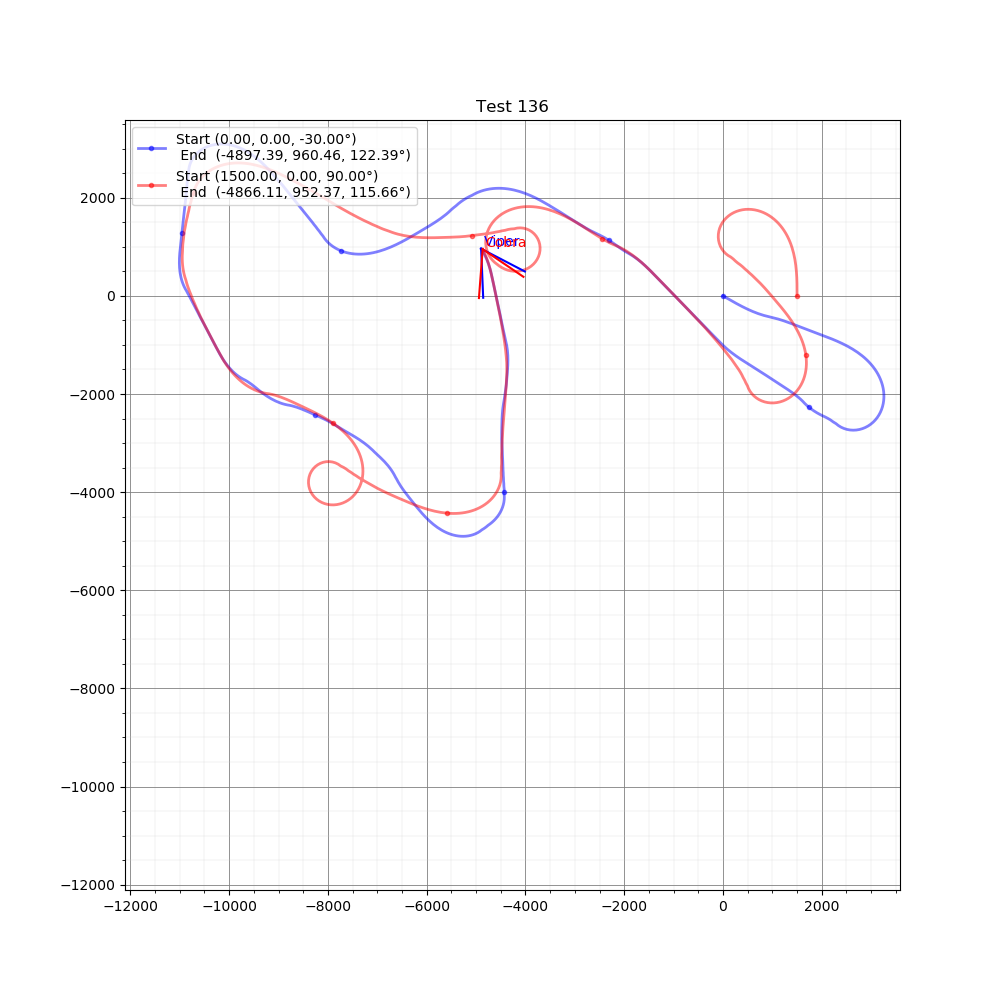 Test 136
Start (0.00, 0.00, -30.00°)
End (-4897.39, 960.46, 122.39°)
Start (1500.00, 0.00, 90.00°)
End (-4866.11, 952.37, 115.66°)
2000
0
−2000
−4000
−6000
−8000
−10000
−12000
Viper
−12000 −10000 −8000 −6000 −4000 −2000 0 2000